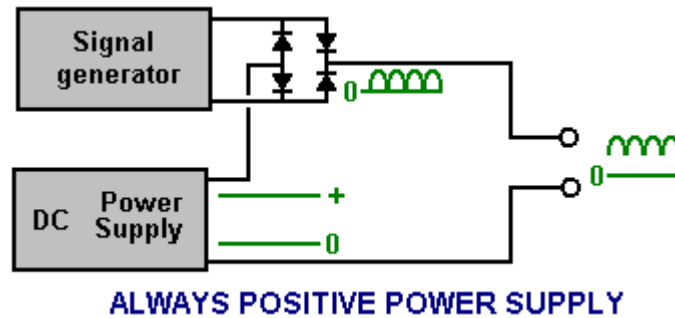 Signal
generator
0
0
DC Power
Supply
+
0
ALWAYS POSITIVE POWER SUPPLY